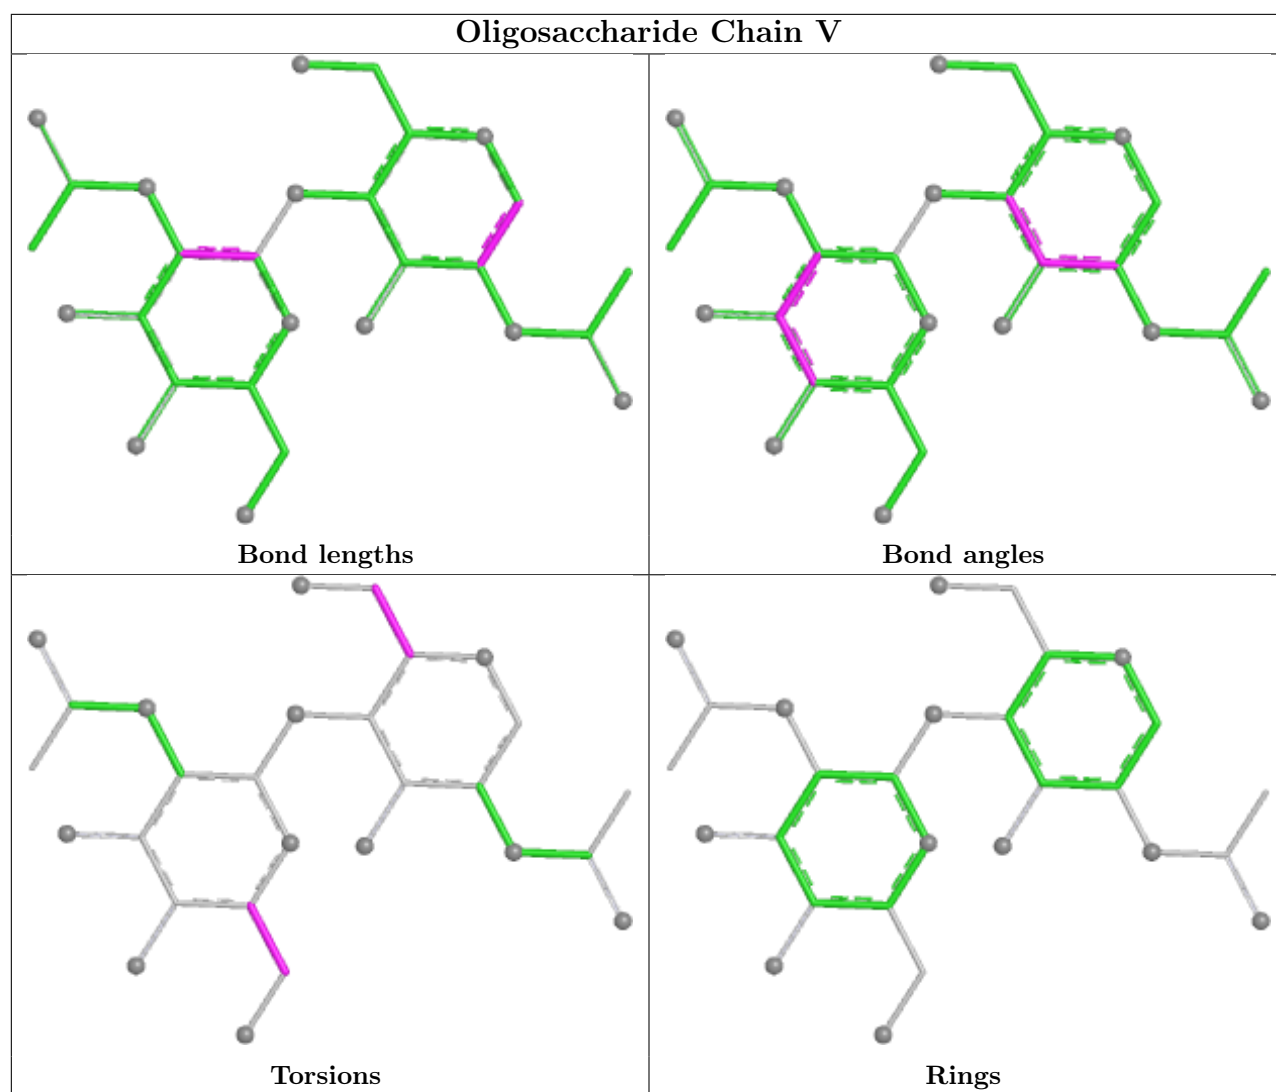 Oligosaccharide Chain V
Bond lengths
Bond angles
Torsions
Rings